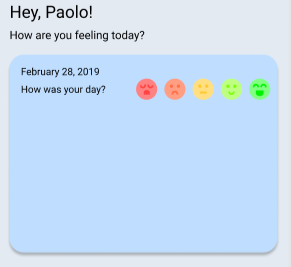 Hey, Paolo!
How are you feeling today?
February 28, 2019
How was your day?